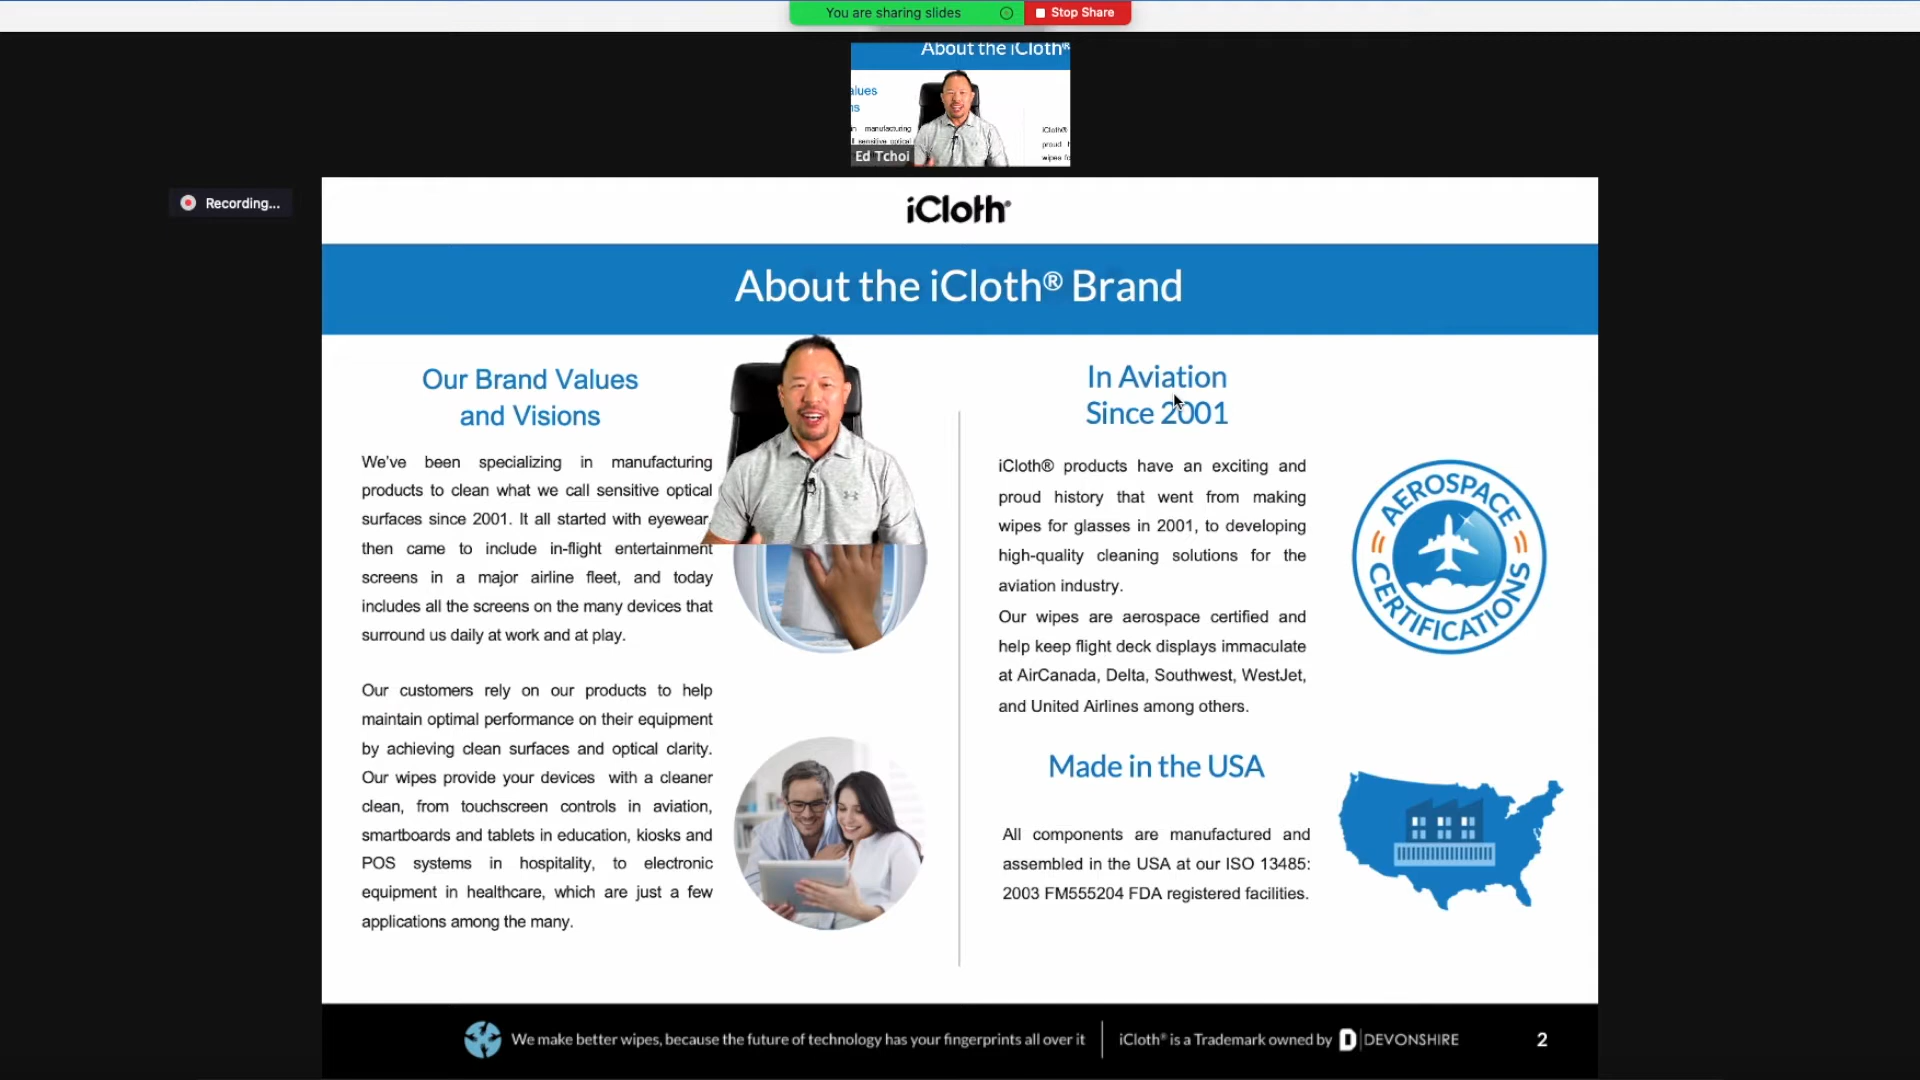 You are sharing slides
Stop Share
About the iCloth®
alues
in manufacturing
f sensitive optical
iCloth®
proud h
wipes fo
Ed Tchoi
Recording...
iCloth®
About the iCloth® Brand
Our Brand Values
and Visions
We've been specializing in manufacturing
products to clean what we call sensitive optical
surfaces since 2001. It all started with eyewear,
then came to include in-flight entertainment
screens in a major airline fleet, and today
includes all the screens on the many devices that
surround us daily at work and at play.
Our customers rely on our products to help
maintain optimal performance on their equipment
by achieving clean surfaces and optical clarity.
Our wipes provide your devices with a cleaner
clean, from touchscreen controls in aviation,
smartboards and tablets in education, kiosks and
POS systems in hospitality, to electronic
equipment in healthcare, which are just a few
applications among the many.
In Aviation
Since 2001
iCloth® products have an exciting and
proud history that went from making
wipes for glasses in 2001, to developing
high-quality cleaning solutions for the
aviation industry.
Our wipes are aerospace certified and
help keep flight deck displays immaculate
at AirCanada, Delta, Southwest, WestJet,
and United Airlines among others.
AEROSPACE
CERTIFICATIONS
Made in the USA
All components are manufactured and
assembled in the USA at our ISO 13485:
2003 FM555204 FDA registered facilities.
We make better wipes, because the future of technology has your fingerprints all over it
iCloth® is a Trademark owned by D DEVONSHIRE
2